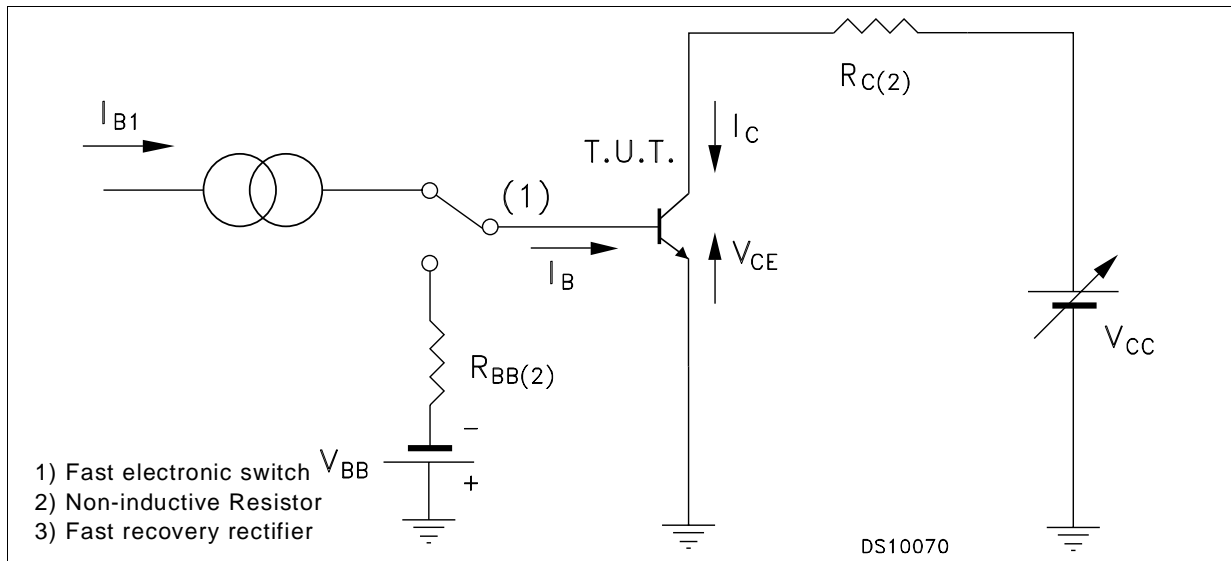 I_B1
R_C(2)
T.U.T.
I_C
(1)
I_B
V_CE
R_BB(2)
V_CC
V_BB
−
+
1) Fast electronic switch
2) Non-inductive Resistor
3) Fast recovery rectifier
DS10070